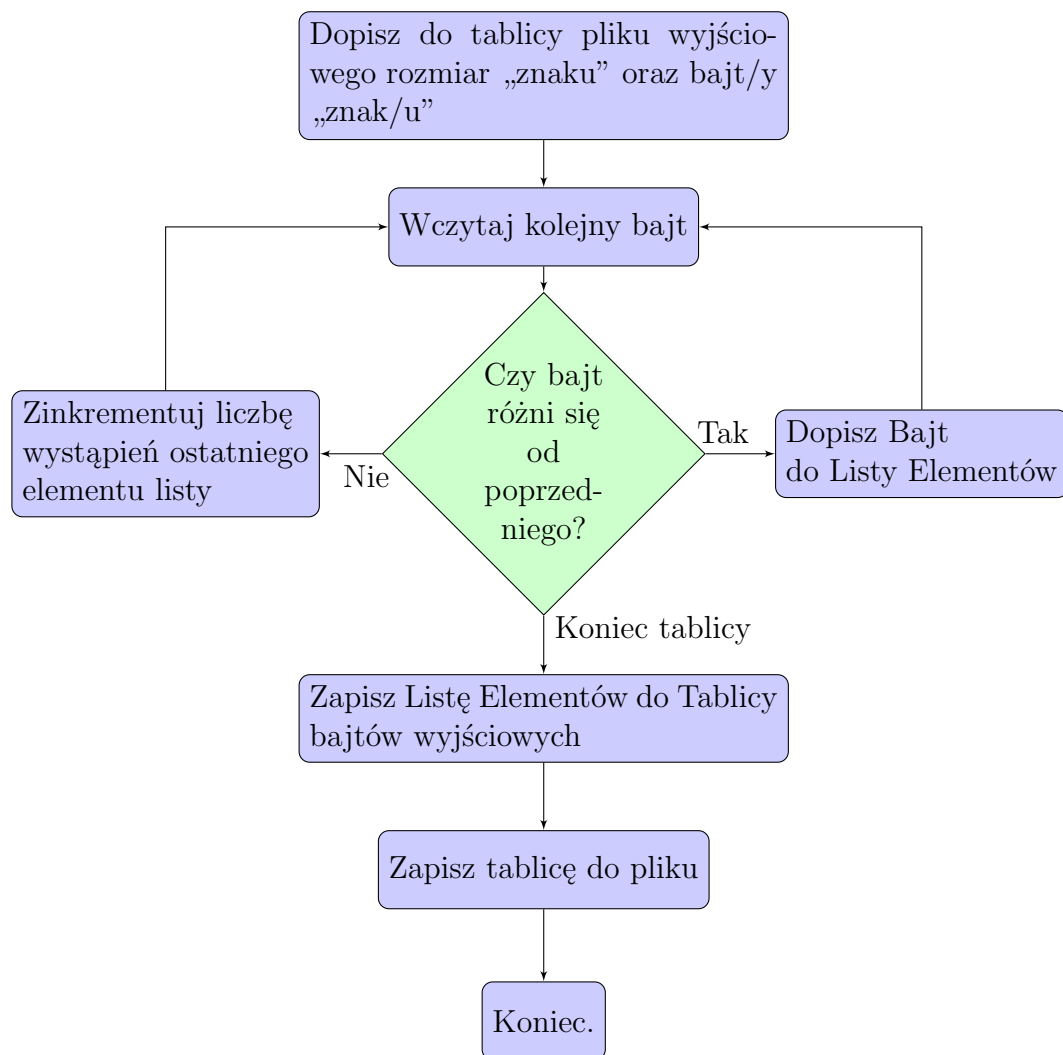 Dopisz do tablicy pliku wyjścio-
wego rozmiar „znaku” oraz bajt/y
„znak/u”
Wczytaj kolejny bajt
Czy bajt
różni się
od
poprzed-
niego?
Zinkrementuj liczbę
wystąpień ostatniego
elementu listy
Nie
Tak
Dopisz Bajt
do Listy Elementów
Koniec tablicy
Zapisz Listę Elementów do Tablicy
bajtów wyjściowych
Zapisz tablicę do pliku
Koniec.